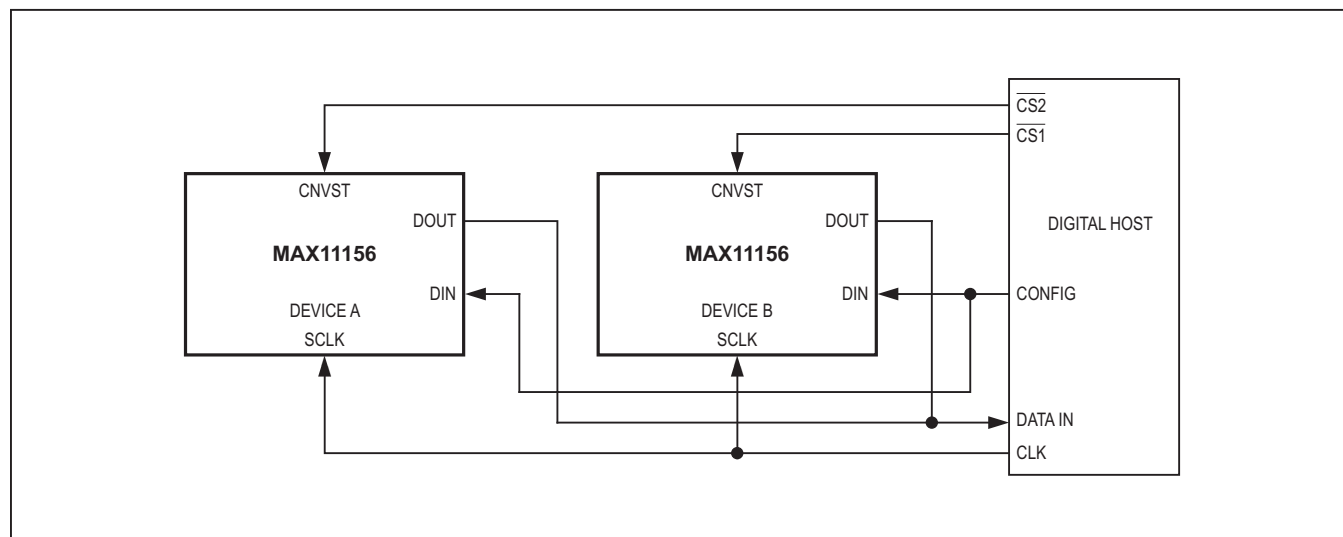 CS2
CS1
CNVST
DOUT
MAX11156
DIN
DEVICE A
SCLK
CNVST
DOUT
MAX11156
DIN
DEVICE B
SCLK
DIGITAL HOST
CONFIG
DATA IN
CLK